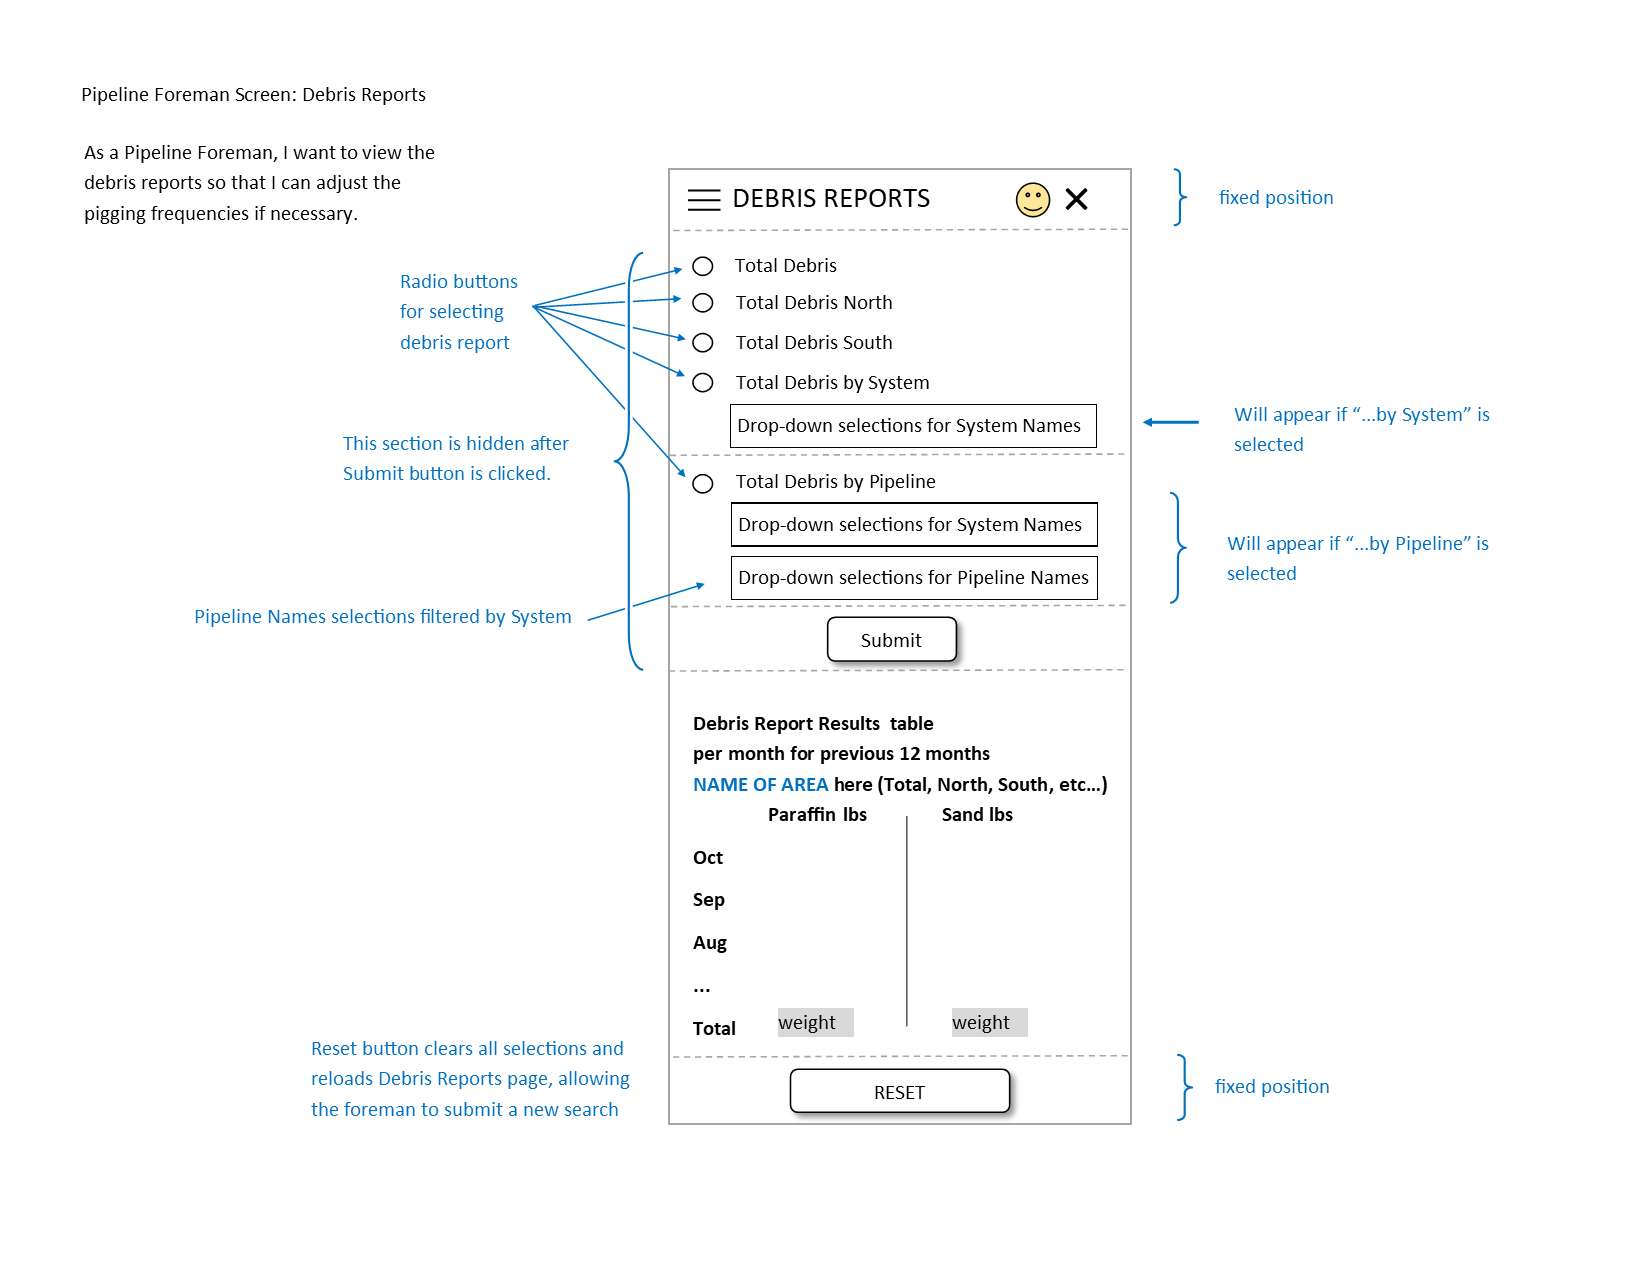 Pipeline Foreman Screen: Debris Reports
As a Pipeline Foreman, I want to view the
debris reports so that I can adjust the
pigging frequencies if necessary.
DEBRIS REPORTS
fixed position
Radio buttons
for selecting
debris report
Total Debris
Total Debris North
Total Debris South
Total Debris by System
Drop-down selections for System Names
Will appear if “...by System” is
selected
This section is hidden after
Submit button is clicked.
Total Debris by Pipeline
Drop-down selections for System Names
Drop-down selections for Pipeline Names
Will appear if “...by Pipeline” is
selected
Pipeline Names selections filtered by System
Submit
Debris Report Results  table
per month for previous 12 months
NAME OF AREA here (Total, North, South, etc...)
Paraffin lbs Sand lbs
Oct
Sep
Aug
...
Total weight weight
Reset button clears all selections and
reloads Debris Reports page, allowing
the foreman to submit a new search
RESET
fixed position